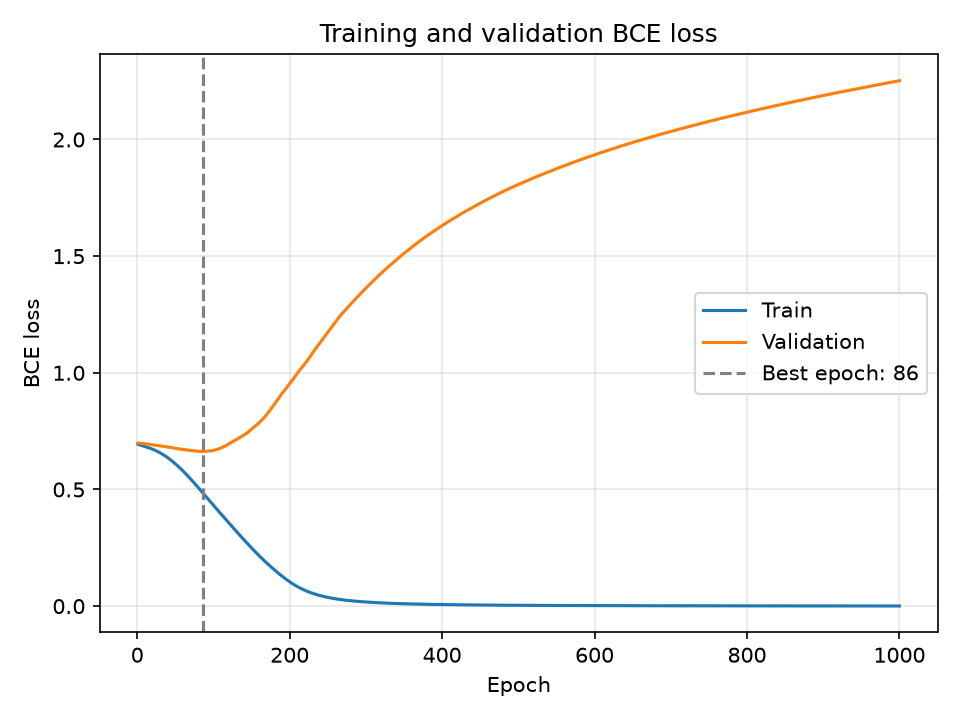 Training and validation BCE loss
BCE loss
2.0
1.5
1.0
0.5
0.0
Train
Validation
Best epoch: 86
0 200 400 600 800 1000
Epoch